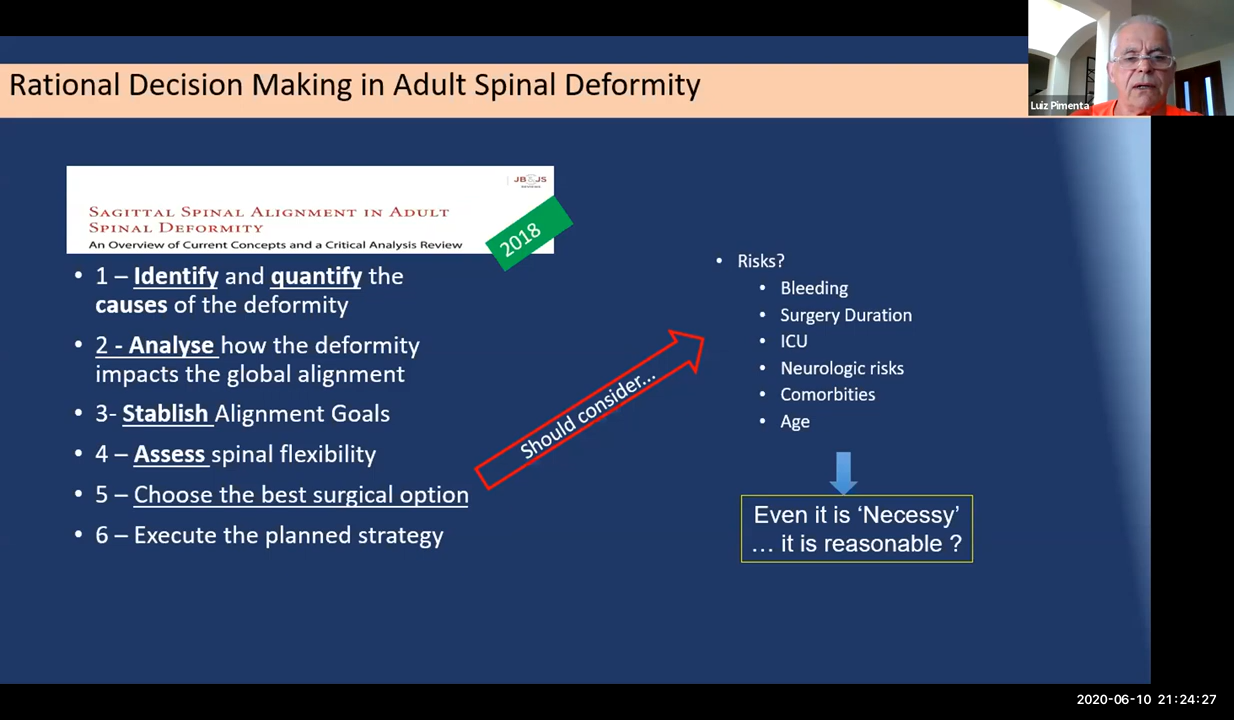 Rational Decision Making in Adult Spinal Deformity
Luiz Pimenta
JB&JS
REVIEWS
SAGITTAL SPINAL ALIGNMENT IN ADULT
SPINAL DEFORMITY
An Overview of Current Concepts and a Critical Analysis Review
2018
• 1 – Identify and quantify the
causes of the deformity
• 2 - Analyse how the deformity
impacts the global alignment
• 3- Stablish Alignment Goals
• 4 – Assess spinal flexibility
• 5 – Choose the best surgical option
• 6 – Execute the planned strategy
Should consider...
• Risks?
• Bleeding
• Surgery Duration
• ICU
• Neurologic risks
• Comorbities
• Age
Even it is ‘Necessy’
... it is reasonable ?
2020-06-10 21:24:27